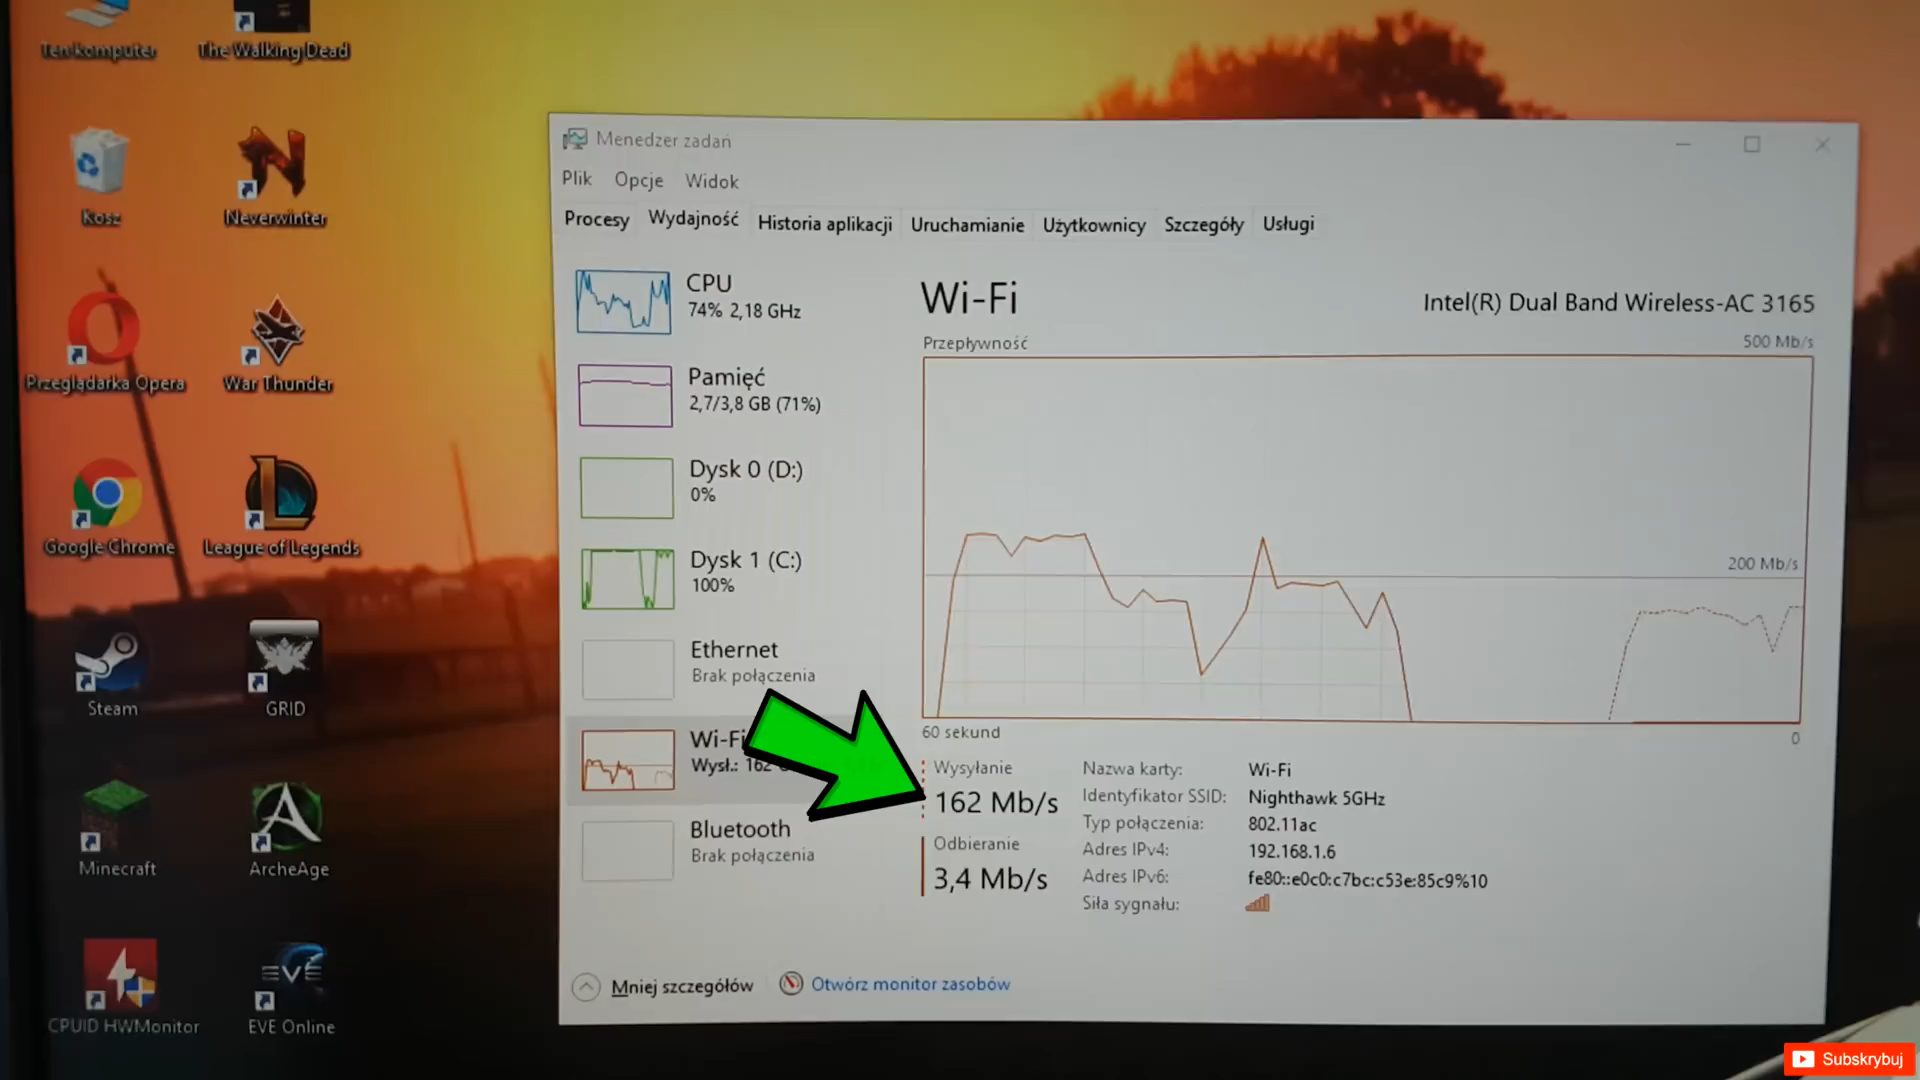 Ten komputer
The Walking Dead
Kosz
Neverwinter
Przeglądarka Opera
War Thunder
Google Chrome
League of Legends
Steam
GRID
Minecraft
ArcheAge
CPUID HWMonitor
EVE Online
Menedżer zadań
Plik Opcje Widok
Procesy Wydajność Historia aplikacji Uruchamianie Użytkownicy Szczegóły Usługi
CPU
74% 2,18 GHz
Pamięć
2,7/3,8 GB (71%)
Dysk 0 (D:)
0%
Dysk 1 (C:)
100%
Ethernet
Brak połączenia
Wi-Fi
Wysł.: 162
Bluetooth
Brak połączenia
Wi-Fi
Intel(R) Dual Band Wireless-AC 3165
Przepływność
500 Mb/s
200 Mb/s
60 sekund
0
Wysyłanie
162 Mb/s
Odbieranie
3,4 Mb/s
Nazwa karty: Wi-Fi
Identyfikator SSID: Nighthawk 5GHz
Typ połączenia: 802.11ac
Adres IPv4: 192.168.1.6
Adres IPv6: fe80::e0c0:c7bc:c53e:85c9%10
Siła sygnału:
Mniej szczegółów
Otwórz monitor zasobów
Subskrybuj